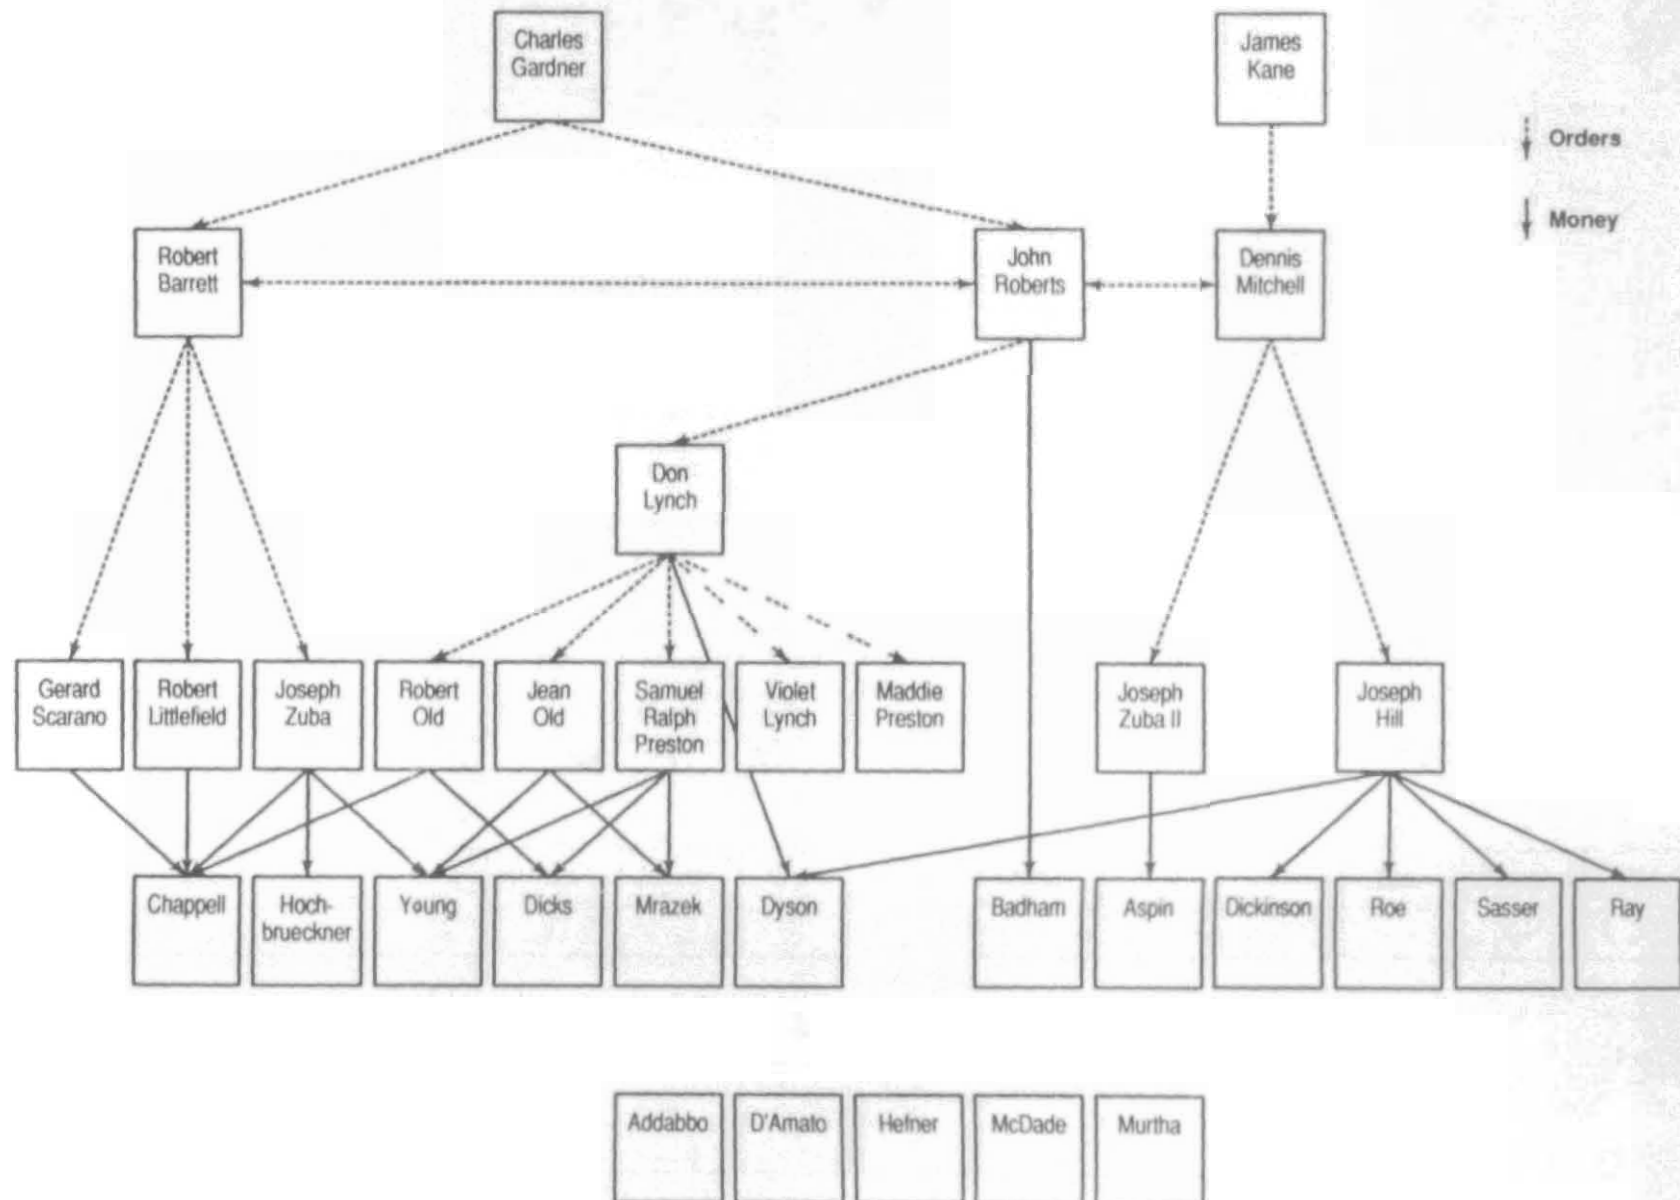 Charles
Gardner
James
Kane
Orders
Money
Robert
Barrett
John
Roberts
Dennis
Mitchell
Don
Lynch
Gerard
Scarano
Robert
Littlefield
Joseph
Zuba
Robert
Old
Jean
Old
Samuel
Ralph
Preston
Violet
Lynch
Maddie
Preston
Joseph
Zuba II
Joseph
Hill
Chappell
Hoch-
brueckner
Young
Dicks
Mrazek
Dyson
Badham
Aspin
Dickinson
Roe
Sasser
Ray
Addabbo
D'Amato
Hefner
McDade
Murtha